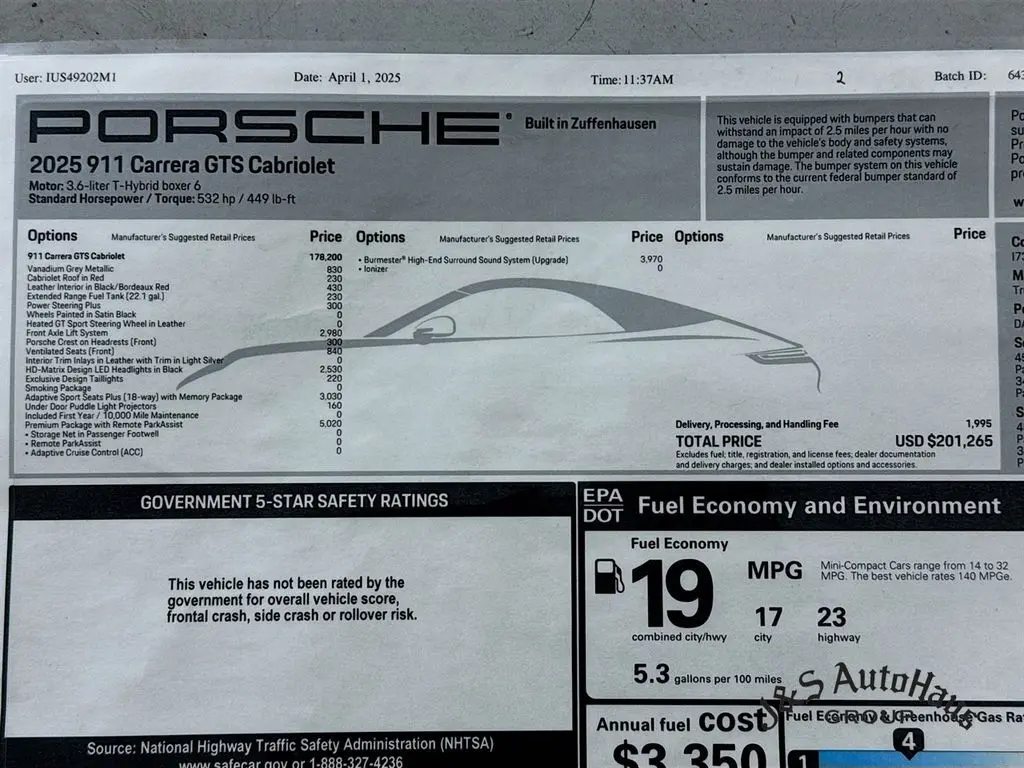 User: IUS49202M1 Date: April 1, 2025 Time: 11:37AM 2 Batch ID: 643
PORSCHE® Built in Zuffenhausen
2025 911 Carrera GTS Cabriolet
Motor: 3.6-liter T-Hybrid boxer 6
Standard Horsepower / Torque: 532 hp / 449 lb-ft
This vehicle is equipped with bumpers that can
withstand an impact of 2.5 miles per hour with no
damage to the vehicle's body and safety systems,
although the bumper and related components may
sustain damage. The bumper system on this vehicle
conforms to the current federal bumper standard of
2.5 miles per hour.
Options Manufacturer's Suggested Retail Prices Price
911 Carrera GTS Cabriolet 178,200
Vanadium Grey Metallic 830
Cabriolet Roof in Red 230
Leather Interior in Black/Bordeaux Red 430
Extended Range Fuel Tank (22.1 gal.) 230
Power Steering Plus 300
Wheels Painted in Satin Black 0
Heated GT Sport Steering Wheel in Leather 0
Front Axle Lift System 2,980
Porsche Crest on Headrests (Front) 300
Ventilated Seats (Front) 840
Interior Trim Inlays in Leather with Trim in Light Silver 0
HD-Matrix Design LED Headlights in Black 2,530
Exclusive Design Taillights 220
Smoking Package 0
Adaptive Sport Seats Plus (18-way) with Memory Package 3,030
Under Door Puddle Light Projectors 160
Included First Year / 10,000 Mile Maintenance 0
Premium Package with Remote ParkAssist 5,020
• Storage Net in Passenger Footwell 0
• Remote ParkAssist 0
• Adaptive Cruise Control (ACC) 0
Options Manufacturer's Suggested Retail Prices Price
• Burmester® High-End Surround Sound System (Upgrade) 3,970
• Ionizer 0
Options Manufacturer's Suggested Retail Prices Price
Delivery, Processing, and Handling Fee 1,995
TOTAL PRICE USD $201,265
Excludes fuel; title, registration, and license fees; dealer documentation
and delivery charges; and dealer installed options and accessories.
GOVERNMENT 5-STAR SAFETY RATINGS
This vehicle has not been rated by the
government for overall vehicle score,
frontal crash, side crash or rollover risk.
Source: National Highway Traffic Safety Administration (NHTSA)
www.safecar.gov or 1-888-327-4236
EPA
DOT
Fuel Economy and Environment
Fuel Economy
19 MPG
combined city/hwy
17 23
city highway
Mini-Compact Cars range from 14 to 32
MPG. The best vehicle rates 140 MPGe.
5.3 gallons per 100 miles
J&S AutoHaus
GROUP
Annual fuel COST
$3,350
Fuel Economy & Greenhouse Gas Ra
4
1